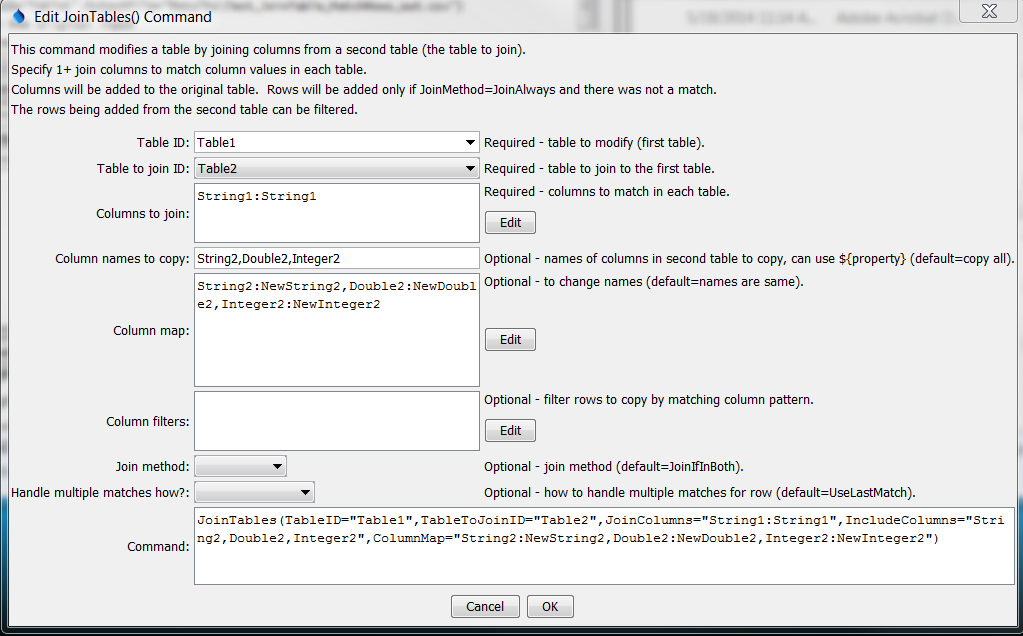 Edit JoinTables() Command
This command modifies a table by joining columns from a second table (the table to join).
Specify 1+ join columns to match column values in each table.
Columns will be added to the original table.  Rows will be added only if JoinMethod=JoinAlways and there was not a match.
The rows being added from the second table can be filtered.
Table ID: Table1 Required - table to modify (first table).
Table to join ID: Table2 Required - table to join to the first table.
Columns to join: String1:String1 Required - columns to match in each table.
Edit
Column names to copy: String2,Double2,Integer2 Optional - names of columns in second table to copy, can use ${property} (default=copy all).
Column map: String2:NewString2,Double2:NewDoubl Optional - to change names (default=names are same).
e2,Integer2:NewInteger2
Edit
Column filters: Optional - filter rows to copy by matching column pattern.
Edit
Join method: Optional - join method (default=JoinIfInBoth).
Handle multiple matches how?: Optional - how to handle multiple matches for row (default=UseLastMatch).
Command: JoinTables(TableID="Table1",TableToJoinID="Table2",JoinColumns="String1:String1",IncludeColumns="Stri
ng2,Double2,Integer2",ColumnMap="String2:NewString2,Double2:NewDouble2,Integer2:NewInteger2")
Cancel OK